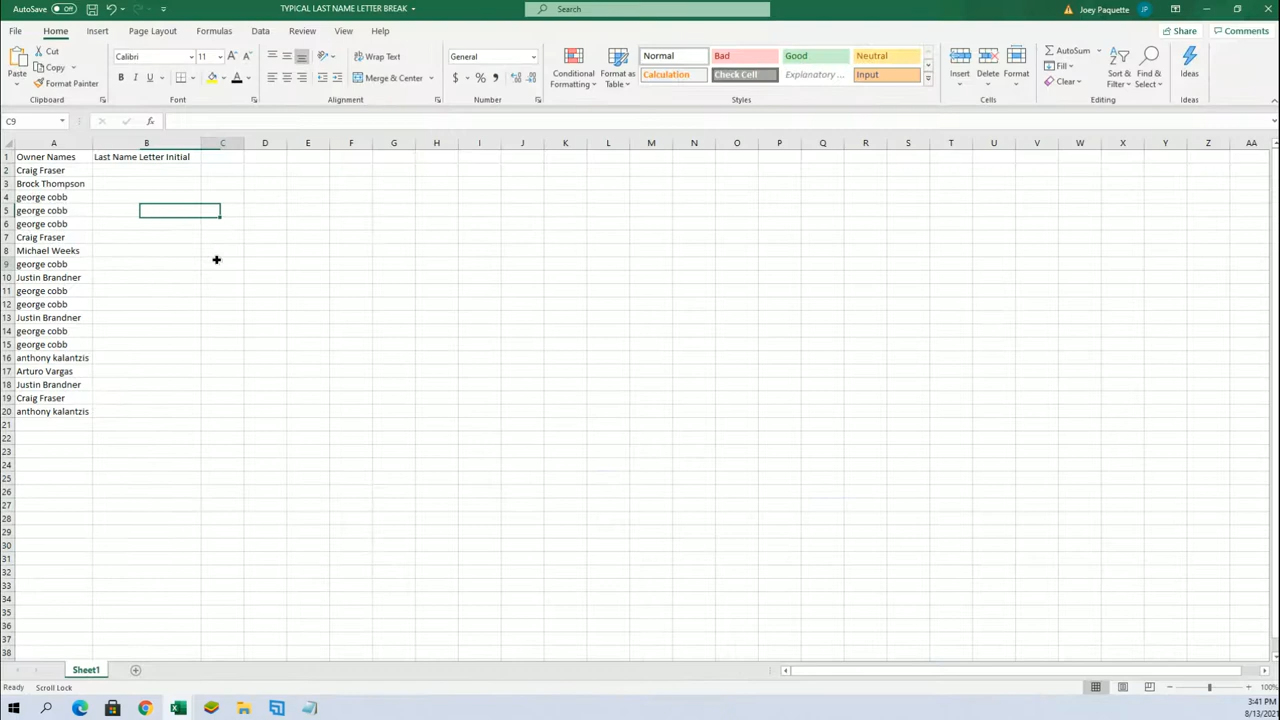 AutoSave Off TYPICAL LAST NAME LETTER BREAK Search Joey Paquette JP
File Home Insert Page Layout Formulas Data Review View Help Share Comments
Paste Cut Copy Format Painter Clipboard
Calibri 11 A A B I U A Font
ab Wrap Text Merge & Center Alignment
General $ % 9 Number
Conditional Formatting Format as Table
Normal Bad Good Neutral
Calculation Check Cell Explanatory ... Input
Styles
Insert Delete Format Cells
AutoSum Fill Clear Sort & Filter Find & Select Editing
Ideas Ideas
C9 fx
A B C D E F G H I J K L M N O P Q R S T U V W X Y Z AA
1 Owner Names Last Name Letter Initial
2 Craig Fraser
3 Brock Thompson
4 george cobb
5 george cobb
6 george cobb
7 Craig Fraser
8 Michael Weeks
9 george cobb
10 Justin Brandner
11 george cobb
12 george cobb
13 Justin Brandner
14 george cobb
15 george cobb
16 anthony kalantzis
17 Arturo Vargas
18 Justin Brandner
19 Craig Fraser
20 anthony kalantzis
21
22
23
24
25
26
27
28
29
30
31
32
33
34
35
36
37
38
Sheet1
Ready Scroll Lock 100%
3:41 PM
8/13/202